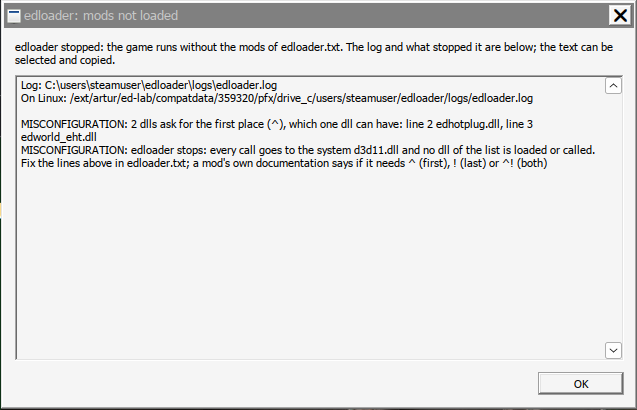 edloader: mods not loaded
edloader stopped: the game runs without the mods of edloader.txt. The log and what stopped it are below; the text can be
selected and copied.
Log: C:\users\steamuser\edloader\logs\edloader.log
On Linux: /ext/artur/ed-lab/compatdata/359320/pfx/drive_c/users/steamuser/edloader/logs/edloader.log
MISCONFIGURATION: 2 dlls ask for the first place (^), which one dll can have: line 2 edhotplug.dll, line 3
edworld_eht.dll
MISCONFIGURATION: edloader stops: every call goes to the system d3d11.dll and no dll of the list is loaded or called.
Fix the lines above in edloader.txt; a mod's own documentation says if it needs ^ (first), ! (last) or ^! (both)
OK